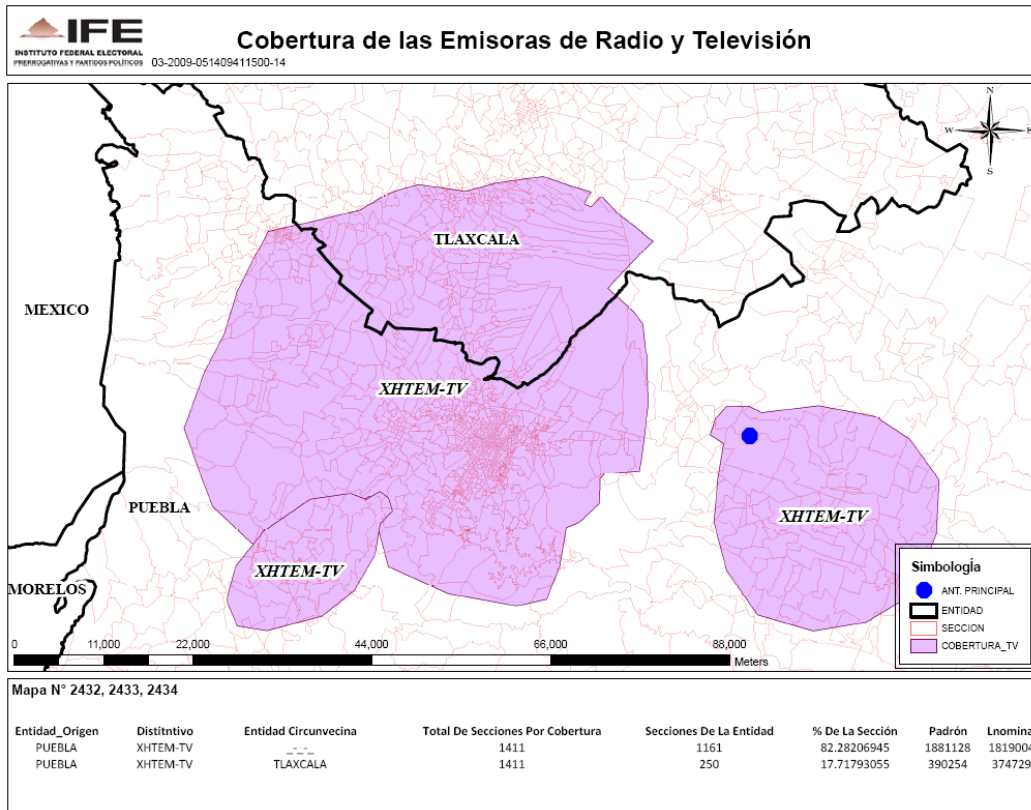 IFE
INSTITUTO FEDERAL ELECTORAL
PRERROGATIVAS Y PARTIDOS POLÍTICOS
03-2009-051409411500-14
Cobertura de las Emisoras de Radio y Televisión
N
W
E
S
TLAXCALA
MEXICO
XHTEM-TV
PUEBLA
XHTEM-TV
XHTEM-TV
MORELOS
Simbología
ANT. PRINCIPAL
ENTIDAD
SECCION
COBERTURA_TV
0 11,000 22,000 44,000 66,000 88,000
Meters
Mapa N° 2432, 2433, 2434
Entidad_Origen Distitntivo Entidad Circunvecina Total De Secciones Por Cobertura Secciones De La Entidad % De La Sección Padrón Lnomina
PUEBLA XHTEM-TV _-_-_ 1411 1161 82.28206945 1881128 1819004
PUEBLA XHTEM-TV TLAXCALA 1411 250 17.71793055 390254 374729